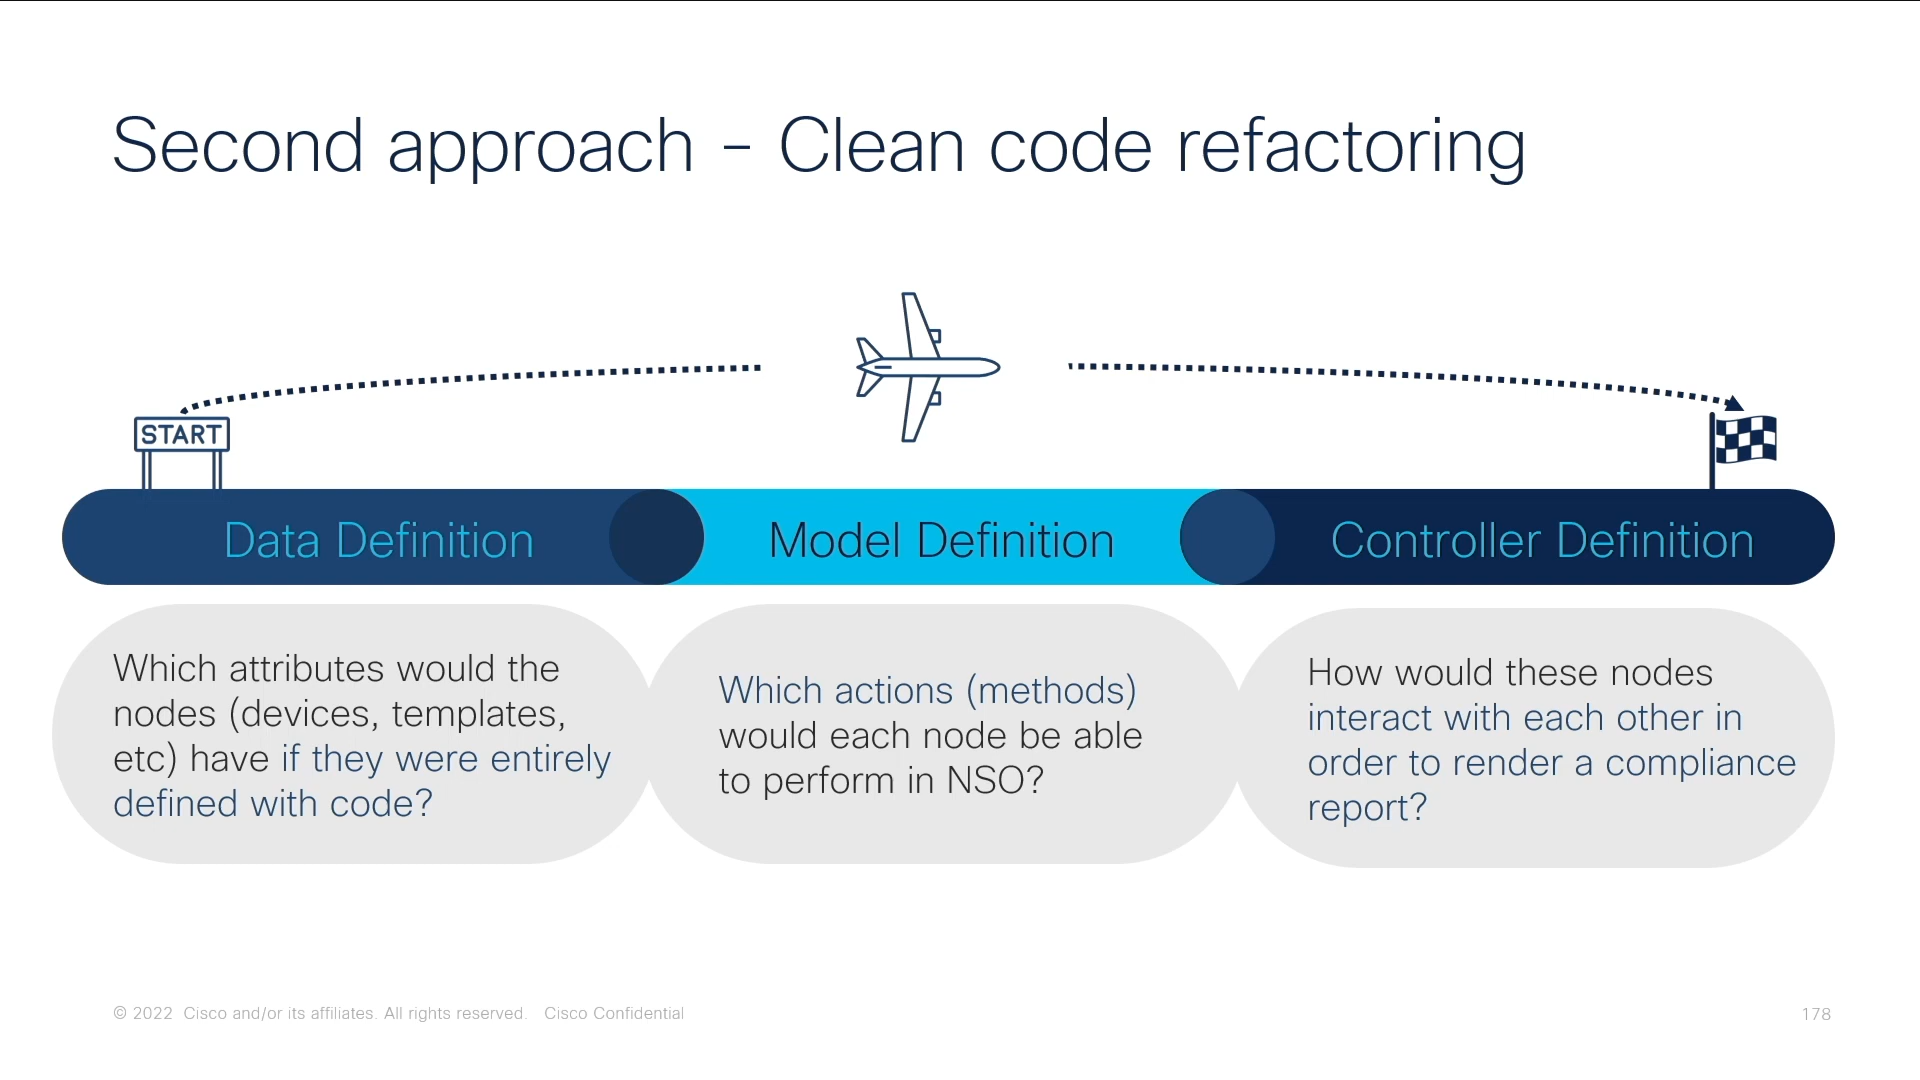 Second approach – Clean code refactoring
START
Data Definition
Model Definition
Controller Definition
Which attributes would the
nodes (devices, templates,
etc) have if they were entirely
defined with code?
Which actions (methods)
would each node be able
to perform in NSO?
How would these nodes
interact with each other in
order to render a compliance
report?
© 2022 Cisco and/or its affiliates. All rights reserved. Cisco Confidential
178